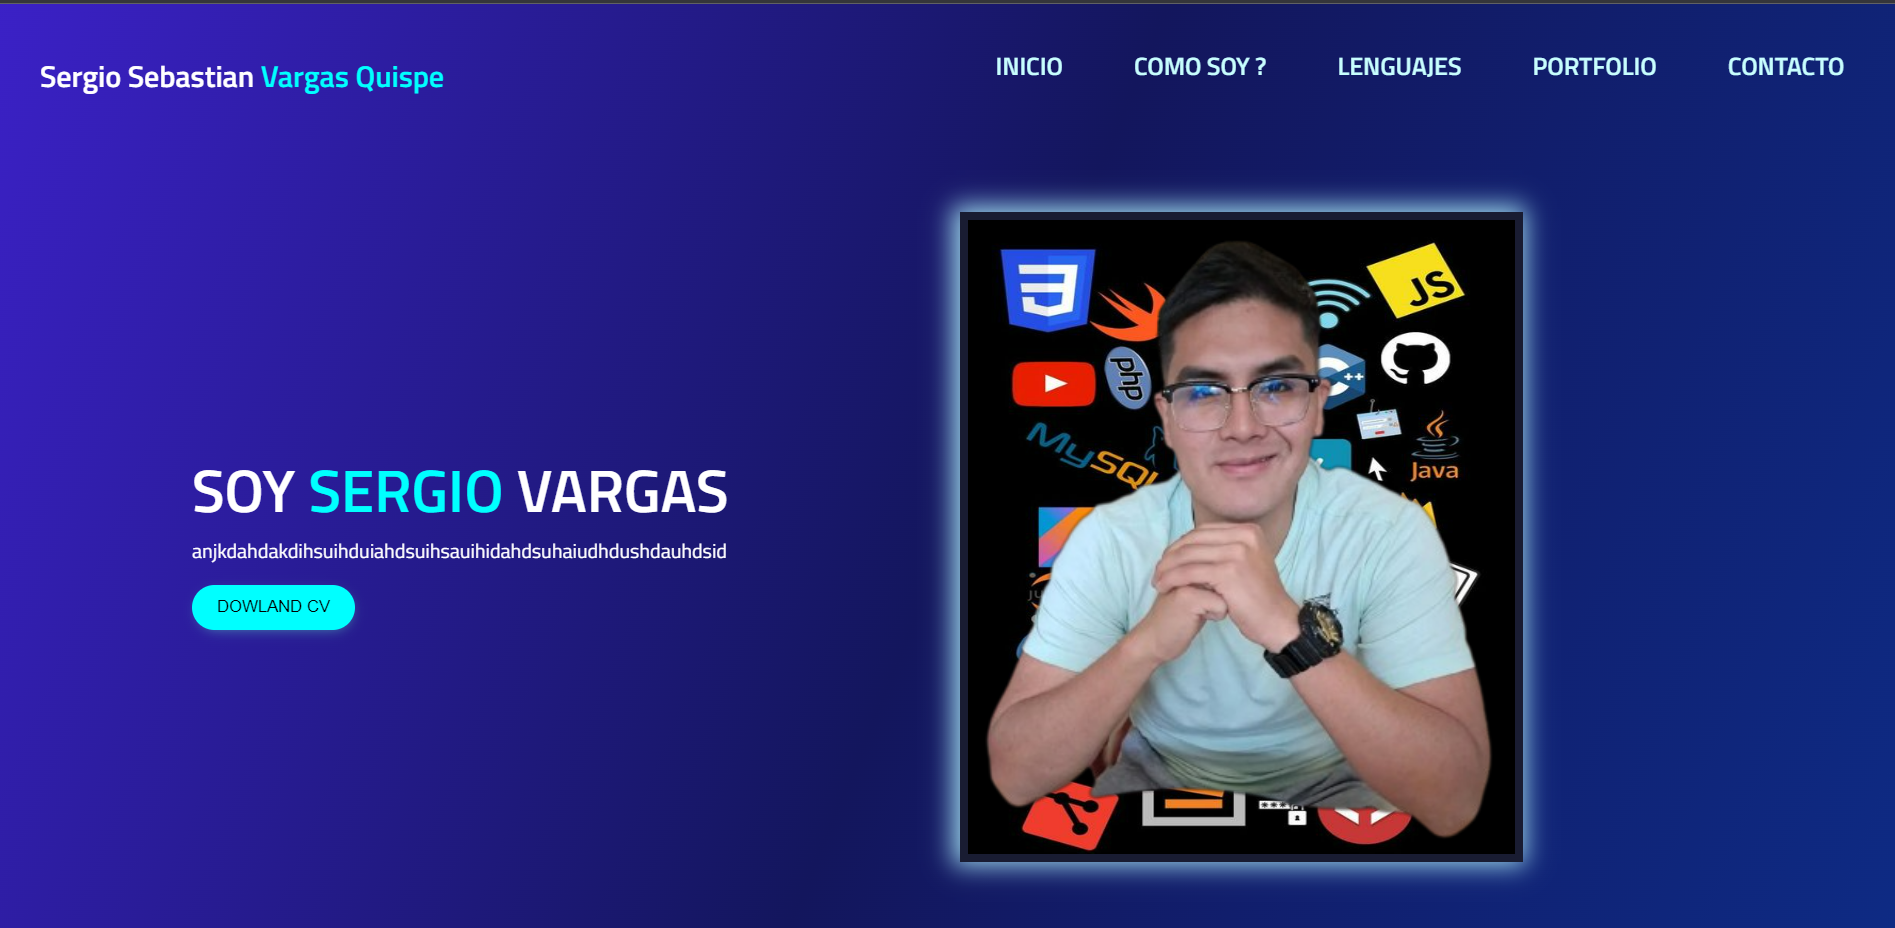 Sergio Sebastian Vargas Quispe
INICIO COMO SOY ? LENGUAJES PORTFOLIO CONTACTO
JS
php
++
MySQL
Java
SOY SERGIO VARGAS
anjkdahdakdihsuihduiahdsuihsauihidahdsuhaiudhdushdauhdsid
DOWLAND CV